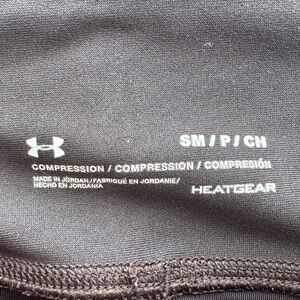 SM / P / CH
COMPRESSION / COMPRESSION / COMPRESIÓN
MADE IN JORDAN / FABRIQUÉ EN JORDANIE /
HECHO EN JORDANIA
HEATGEAR